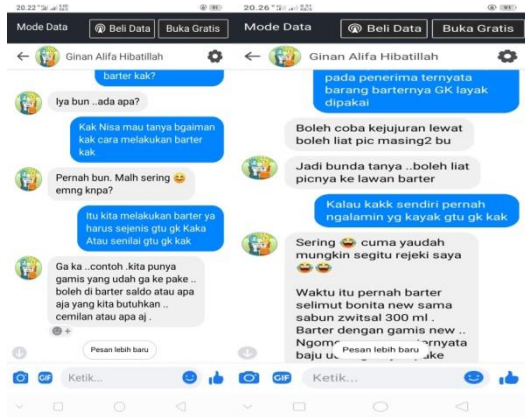 20.22
Mode Data
Beli Data
Buka Gratis
Ginan Alifa Hibatillah
barter kak?
Iya bun ..ada apa?
Kak Nisa mau tanya bgaiman
kak cara melakukan barter
kak
Pernah bun. Malh sering
emng knpa?
Itu kita melakukan barter ya
harus sejenis gtu gk Kaka
Atau senilai gtu gk kak
Ga ka ..contoh .kita punya
gamis yang udah ga ke pake ..
boleh di barter saldo atau apa
aja yang kita butuhkan ..
cemilan atau apa aj .
Pesan lebih baru
GIF
Ketik...
20.26
Mode Data
Beli Data
Buka Gratis
Ginan Alifa Hibatillah
pada penerima ternyata
barang barternya GK layak
dipakai
Boleh coba kejujuran lewat
boleh liat pic masing2 bu
Jadi bunda tanya ..boleh liat
picnya ke lawan barter
Kalau kakk sendiri pernah
ngalamin yg kayak gtu gk kak
Sering cuma yaudah
mungkin segitu rejeki saya
Waktu itu pernah barter
selimut bonita new sama
sabun zwitsal 300 ml .
Barter dengan gamis new ..
Pesan lebih baru
baju
GIF
Ketik...